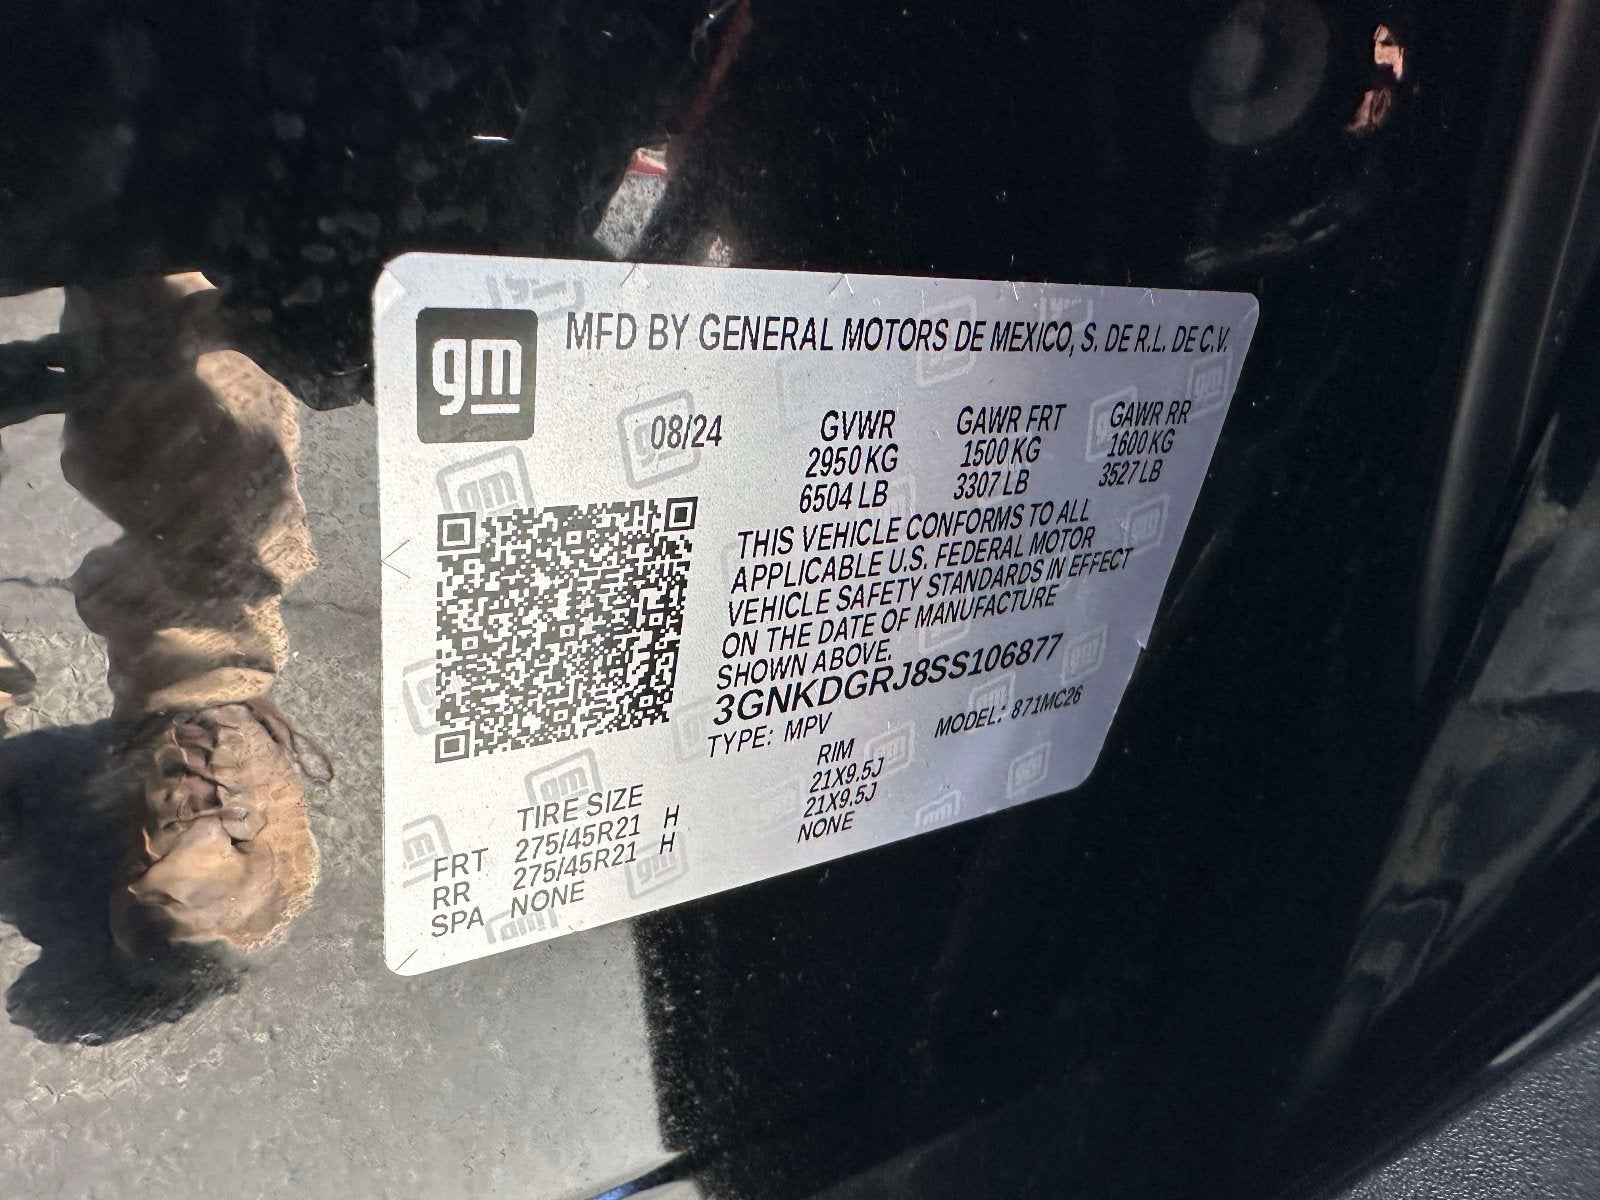 gm
MFD BY GENERAL MOTORS DE MEXICO, S. DE R.L. DE C.V.
08/24 GVWR GAWR FRT GAWR RR
2950 KG 1500 KG 1600 KG
6504 LB 3307 LB 3527 LB
THIS VEHICLE CONFORMS TO ALL
APPLICABLE U.S. FEDERAL MOTOR
VEHICLE SAFETY STANDARDS IN EFFECT
ON THE DATE OF MANUFACTURE
SHOWN ABOVE.
3GNKDGRJ8SS106877
TYPE: MPV MODEL: 871MC26
TIRE SIZE RIM
FRT 275/45R21 H 21X9.5J
RR 275/45R21 H 21X9.5J
SPA NONE NONE